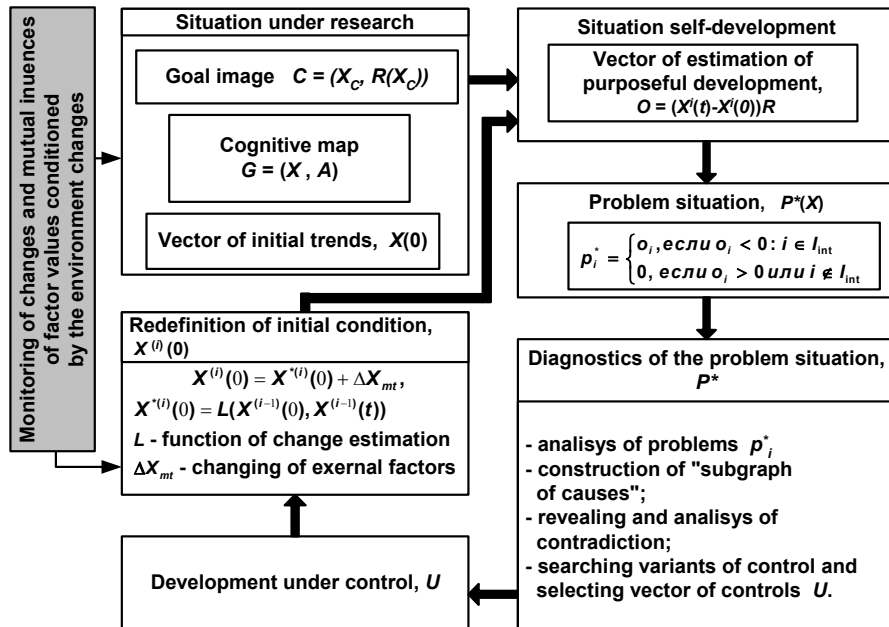 Monitoring of changes and mutual inuences
of factor values conditioned
by the environment changes
Situation under research
Goal image C = (X_C, R(X_C))
Cognitive map
G = (X , A)
Vector of initial trends, X(0)
Redefinition of initial condition,
X^(i)(0)
X^(i)(0) = X^*(i)(0) + ΔX_mt ,
X^*(i)(0) = L(X^(i−1)(0), X^(i−1)(t))
L - function of change estimation
ΔX_mt - changing of exernal factors
Development under control, U
Situation self-development
Vector of estimation of
purposeful development,
O = (X^i(t)-X^i(0))R
Problem situation, P*(X)
p_i^* = { o_i , если o_i < 0 : i ∈ I_int
0, если o_i > 0 или i ∉ I_int
Diagnostics of the problem situation,
P*
- analisys of problems p^*_i
- construction of "subgraph
of causes";
- revealing and analisys of
contradiction;
- searching variants of control and
selecting vector of controls U.